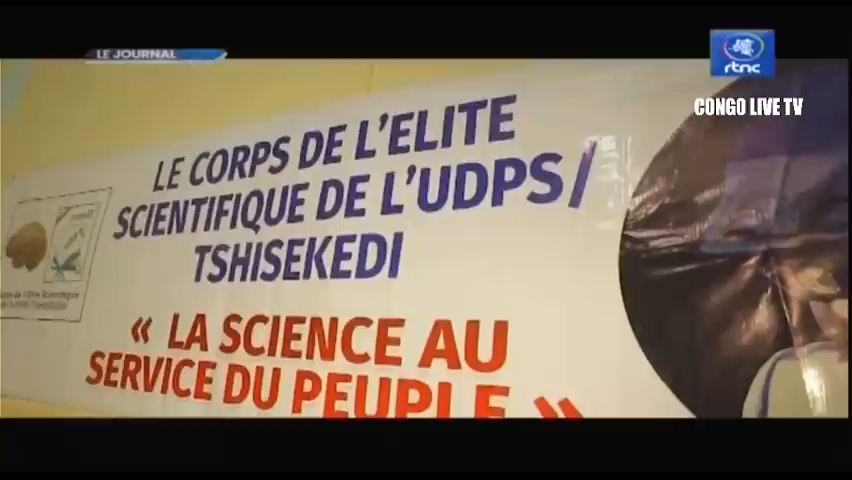 LE JOURNAL
rtnc
CONGO LIVE TV
LE CORPS DE L'ELITE
SCIENTIFIQUE DE L'UDPS/
TSHISEKEDI
« LA SCIENCE AU
SERVICE DU PEUPLE »